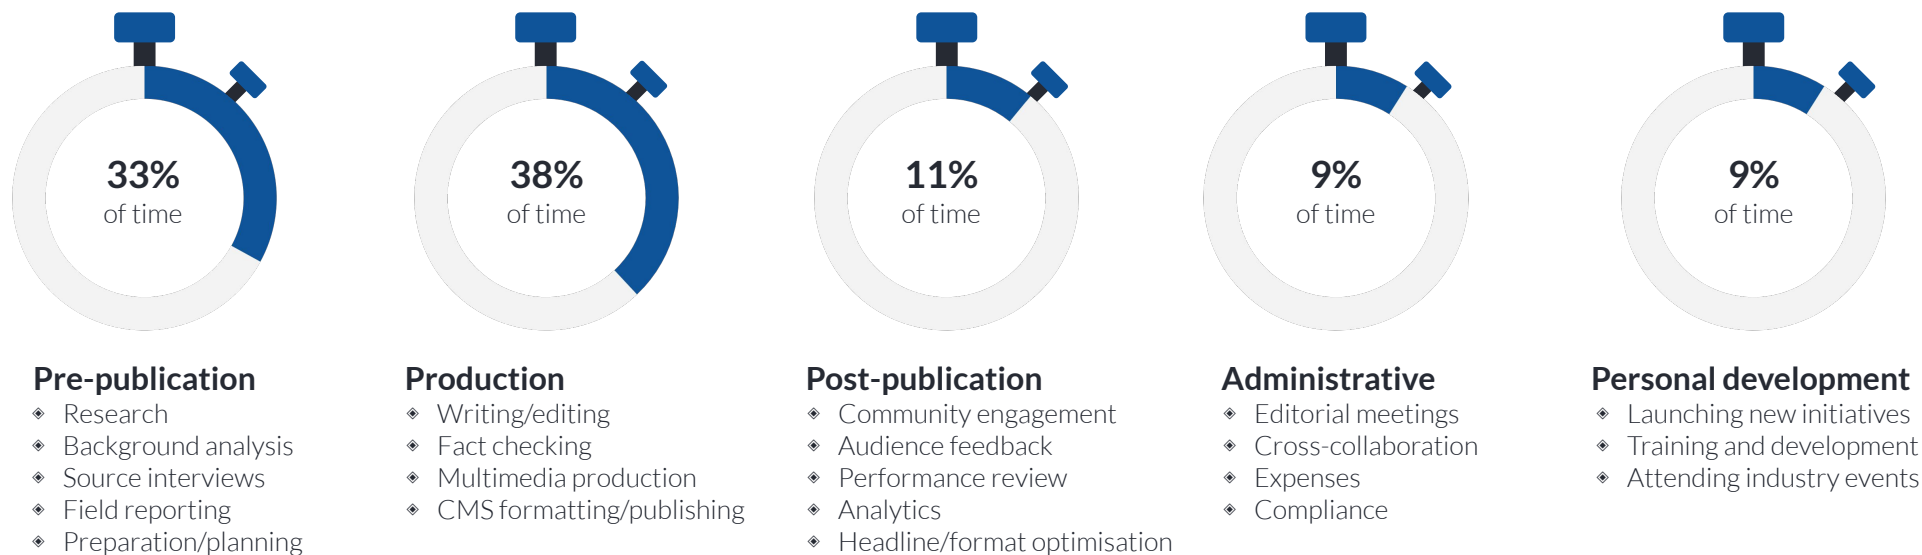 33%
of time
Pre-publication
Research
Background analysis
Source interviews
Field reporting
Preparation/planning
38%
of time
Production
Writing/editing
Fact checking
Multimedia production
CMS formatting/publishing
11%
of time
Post-publication
Community engagement
Audience feedback
Performance review
Analytics
Headline/format optimisation
9%
of time
Administrative
Editorial meetings
Cross-collaboration
Expenses
Compliance
9%
of time
Personal development
Launching new initiatives
Training and development
Attending industry events